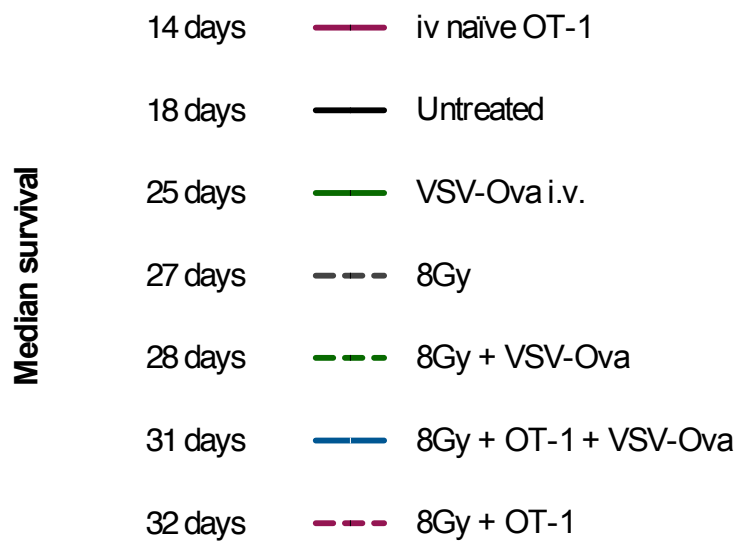 Median survival
14 days iv naïve OT-1
18 days Untreated
25 days VSV-Ova i.v.
27 days 8Gy
28 days 8Gy + VSV-Ova
31 days 8Gy + OT-1 + VSV-Ova
32 days 8Gy + OT-1